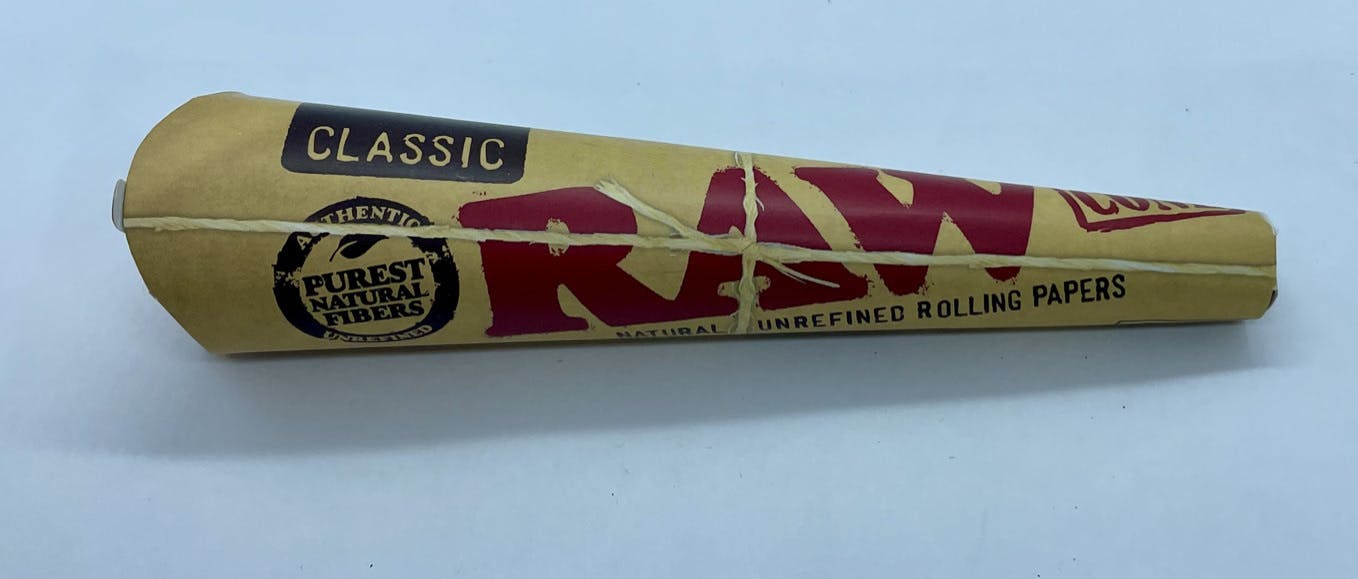 CLASSIC
AUTHENTIC
PUREST
NATURAL
FIBERS
UNREFINED
RAW
NATURAL UNREFINED ROLLING PAPERS